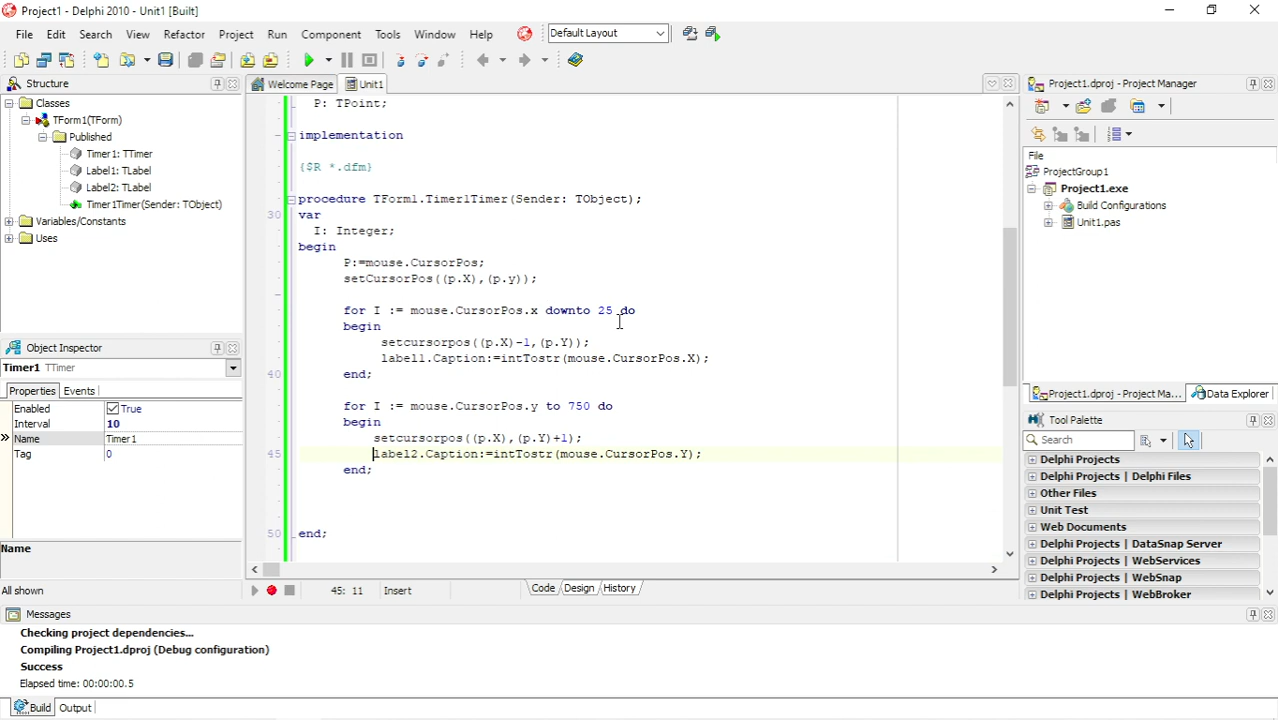 Project1 - Delphi 2010 - Unit1 [Built]
File Edit Search View Refactor Project Run Component Tools Window Help Default Layout
Structure
Classes
TForm1(TForm)
Published
Timer1: TTimer
Label1: TLabel
Label2: TLabel
Timer1Timer(Sender: TObject)
Variables/Constants
Uses
Object Inspector
Timer1 TTimer
Properties Events
Enabled True
Interval 10
Name Timer1
Tag 0
Name
All shown
Welcome Page Unit1
P: TPoint;
implementation
{$R *.dfm}
procedure TForm1.Timer1Timer(Sender: TObject);
30 var
I: Integer;
begin
P:=mouse.CursorPos;
setCursorPos((p.X),(p.y));
for I := mouse.CursorPos.x downto 25 do
begin
setcursorpos((p.X)-1,(p.Y));
label1.Caption:=intTostr(mouse.CursorPos.X);
40 end;
for I := mouse.CursorPos.y to 750 do
begin
setcursorpos((p.X),(p.Y)+1);
45 label2.Caption:=intTostr(mouse.CursorPos.Y);
end;
50 end;
45: 11 Insert Code Design History
Project1.dproj - Project Manager
File
ProjectGroup1
Project1.exe
Build Configurations
Unit1.pas
Project1.dproj - Project Ma... Data Explorer
Tool Palette
Search
Delphi Projects
Delphi Projects | Delphi Files
Other Files
Unit Test
Web Documents
Delphi Projects | DataSnap Server
Delphi Projects | WebServices
Delphi Projects | WebSnap
Delphi Projects | WebBroker
Messages
Checking project dependencies...
Compiling Project1.dproj (Debug configuration)
Success
Elapsed time: 00:00:00.5
Build Output